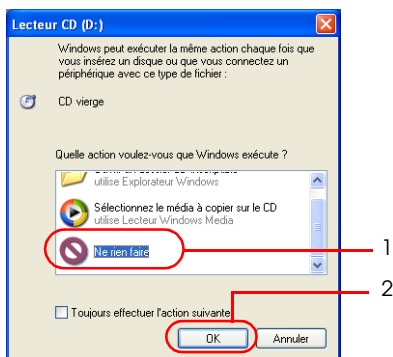 Lecteur CD (D:)
Windows peut exécuter la même action chaque fois que
vous insérez un disque ou que vous connectez un
périphérique avec ce type de fichier :
CD vierge
Quelle action voulez-vous que Windows exécute ?
utilise Explorateur Windows
Sélectionnez le média à copier sur le CD
utilise Lecteur Windows Media
Ne rien faire
1
2
Toujours effectuer l'action suivante
OK
Annuler